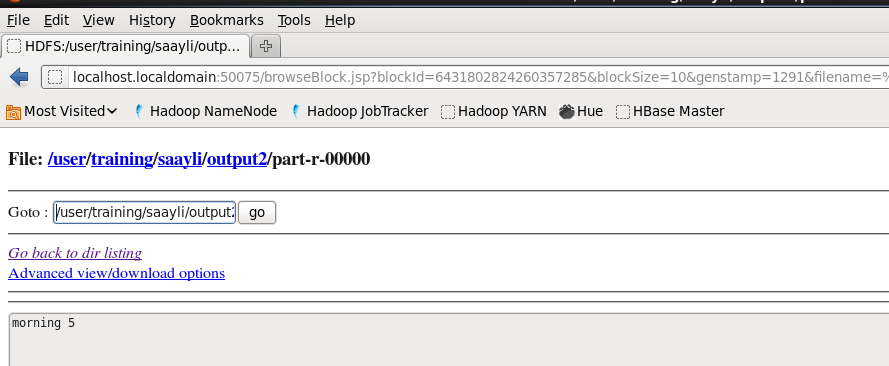 File Edit View History Bookmarks Tools Help
HDFS:/user/training/saayli/outp...
localhost.localdomain:50075/browseBlock.jsp?blockId=6431802824260357285&blockSize=10&genstamp=1291&filename=%
Most Visited Hadoop NameNode Hadoop JobTracker Hadoop YARN Hue HBase Master
File: /user/training/saayli/output2/part-r-00000
Goto : /user/training/saayli/output2 go
Go back to dir listing
Advanced view/download options
morning 5